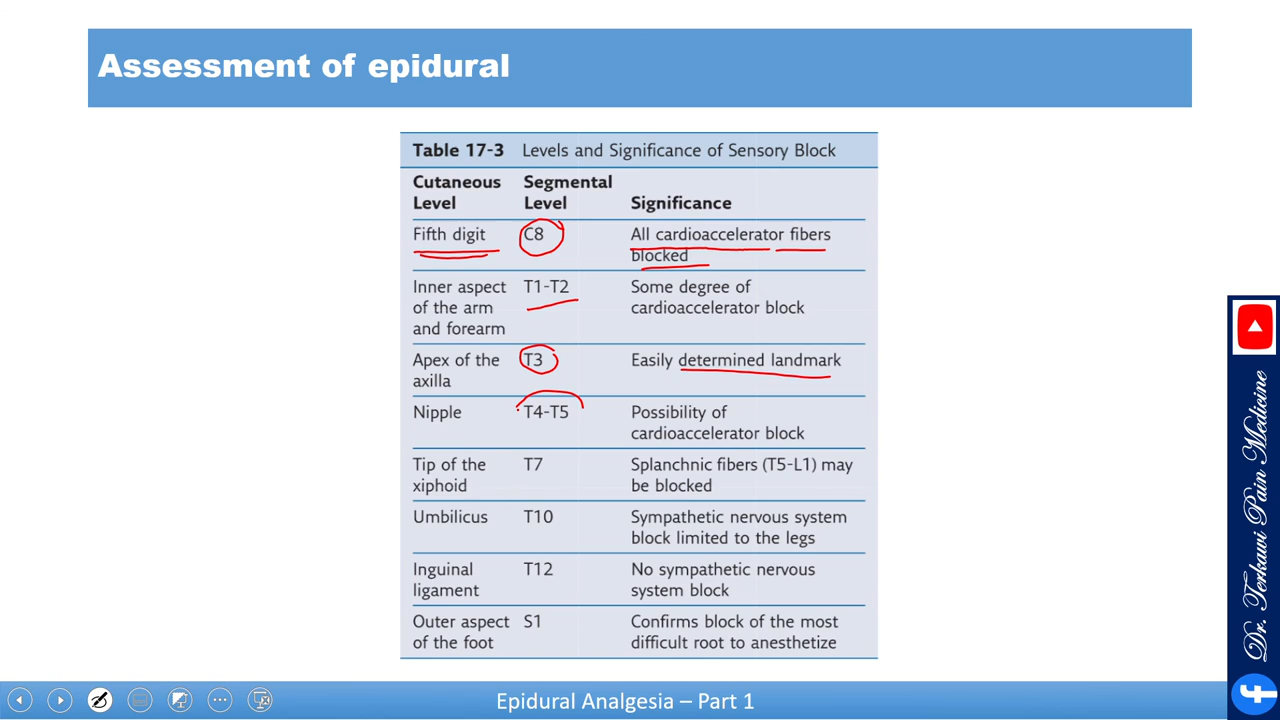 Assessment of epidural
Table 17-3 Levels and Significance of Sensory Block
Cutaneous Level Segmental Level Significance
Fifth digit C8 All cardioaccelerator fibers
blocked
Inner aspect T1-T2 Some degree of
of the arm cardioaccelerator block
and forearm
Apex of the T3 Easily determined landmark
axilla
Nipple T4-T5 Possibility of
cardioaccelerator block
Tip of the T7 Splanchnic fibers (T5-L1) may
xiphoid be blocked
Umbilicus T10 Sympathetic nervous system
block limited to the legs
Inguinal T12 No sympathetic nervous
ligament system block
Outer aspect S1 Confirms block of the most
of the foot difficult root to anesthetize
Epidural Analgesia – Part 1
Dr. Terkawi Pain Medicine